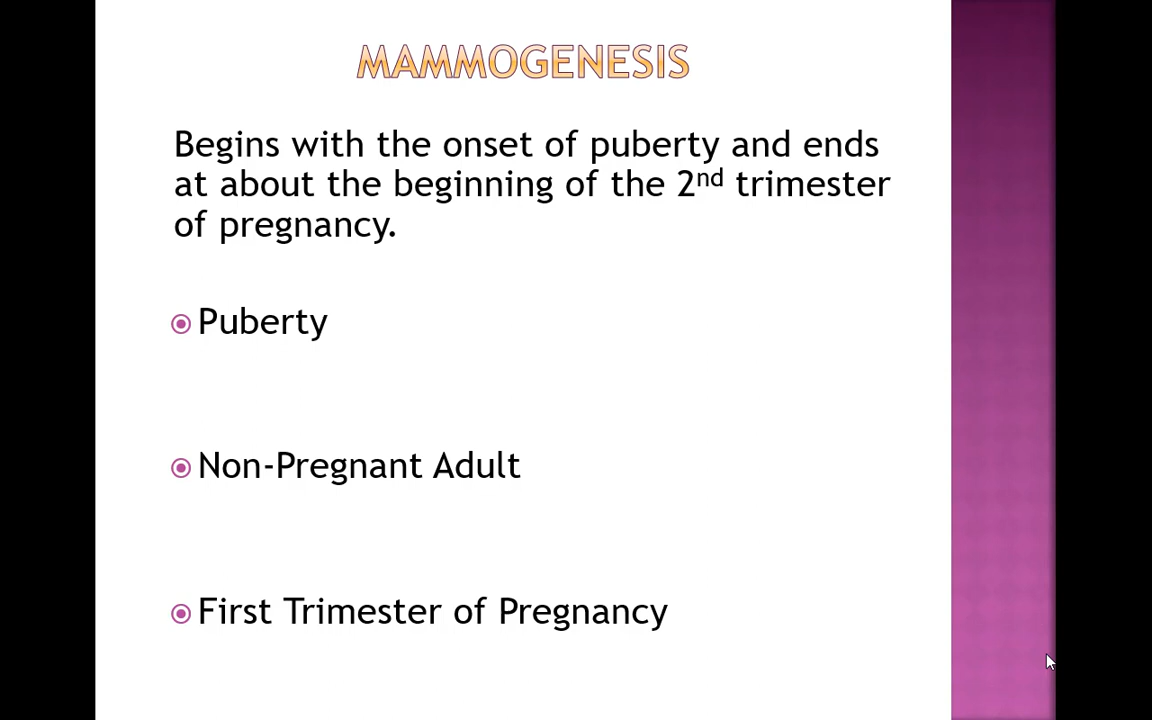 MAMMOGENESIS
Begins with the onset of puberty and ends
at about the beginning of the 2nd trimester
of pregnancy.
Puberty
Non-Pregnant Adult
First Trimester of Pregnancy